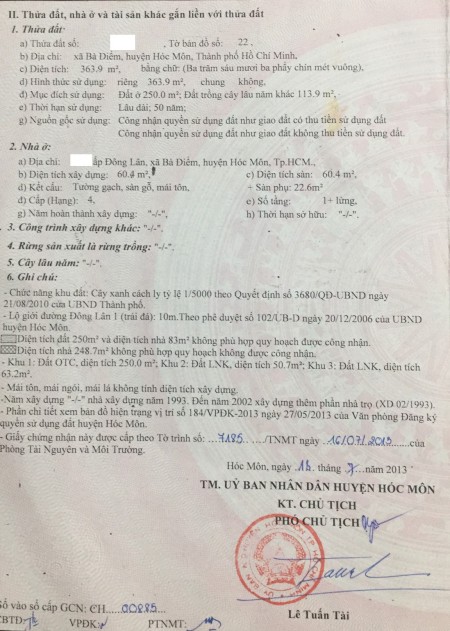 II. Thửa đất, nhà ở và tài sản khác gắn liền với thửa đất
1. Thửa đất:
a) Thửa đất số: , Tờ bản đồ số: 22 ,
b) Địa chỉ: xã Bà Điểm, huyện Hóc Môn, Thành phố Hồ Chí Minh,
c) Diện tích: 363.9 m², bằng chữ: (Ba trăm sáu mươi ba phẩy chín mét vuông),
d) Hình thức sử dụng: riêng 363.9 m², chung không,
đ) Mục đích sử dụng: Đất ở 250.0 m²; Đất trồng cây lâu năm khác 113.9 m²,
e) Thời hạn sử dụng: Lâu dài; 50 năm;
g) Nguồn gốc sử dụng: Công nhận quyền sử dụng đất như giao đất có thu tiền sử dụng đất
Công nhận quyền sử dụng đất như giao đất không thu tiền sử dụng đất.
2. Nhà ở:
a) Địa chỉ: ấp Đông Lân, xã Bà Điểm, huyện Hóc Môn, Tp.HCM.,
b) Diện tích xây dựng: 60.4 m², c) Diện tích sàn: 60.4 m²,
d) Kết cấu: Tường gạch, sàn gỗ, mái tôn, + Sàn phụ: 22.6m²
đ) Cấp (Hạng): 4, e) Số tầng: 1+ lửng,
g) Năm hoàn thành xây dựng: "-/-", h) Thời hạn sở hữu: "-/-",
3. Công trình xây dựng khác: "-/-".
4. Rừng sản xuất là rừng trồng: "-/-".
5. Cây lâu năm: "-/-".
6. Ghi chú:
- Chức năng khu đất: Cây xanh cách ly tỷ lệ 1/5000 theo Quyết định số 3680/QĐ-UBND ngày
21/08/2010 của UBND Thành phố.
- Lộ giới đường Đông Lân 1 (trải đá): 10m.Theo phê duyệt số 102/UB-D ngày 20/12/2006 của UBND
huyện Hóc Môn.
Diện tích đất 250m² và diện tích nhà 83m² không phù hợp quy hoạch được công nhận.
Diện tích nhà 248.7m² không phù hợp quy hoạch không được công nhận.
- Khu 1: Đất OTC, diện tích 250.0 m²; Khu 2: Đất LNK, diện tích 50.7m²; Khu 3: Đất LNK, diện tích
63.2m².
- Mái tôn, mái ngói, mái lá không tính diện tích xây dựng.
-Năm xây dựng "-/-" nhà xây dựng năm 1993. Đến năm 2002 xây dựng thêm phần nhà trọ (XD 02/1993).
- Phần chi tiết xem bản đồ hiện trạng vị trí số 184/VPĐK-2013 ngày 27/05/2013 của Văn phòng Đăng ký
quyền sử dụng đất huyện Hóc Môn.
- Giấy chứng nhận này được cấp theo Tờ trình số: ...7185... /TNMT ngày 16/07/2013......của
Phòng Tài Nguyên và Môi Trường.
Hóc Môn, ngày 16. tháng 7...năm 2013
TM. UỶ BAN NHÂN DÂN HUYỆN HÓC MÔN
KT. CHỦ TỊCH
PHÓ CHỦ TỊCH
Lê Tuấn Tài
Số vào sổ cấp GCN: CH.....00885..
CBTD: VPĐK: PTNMT: